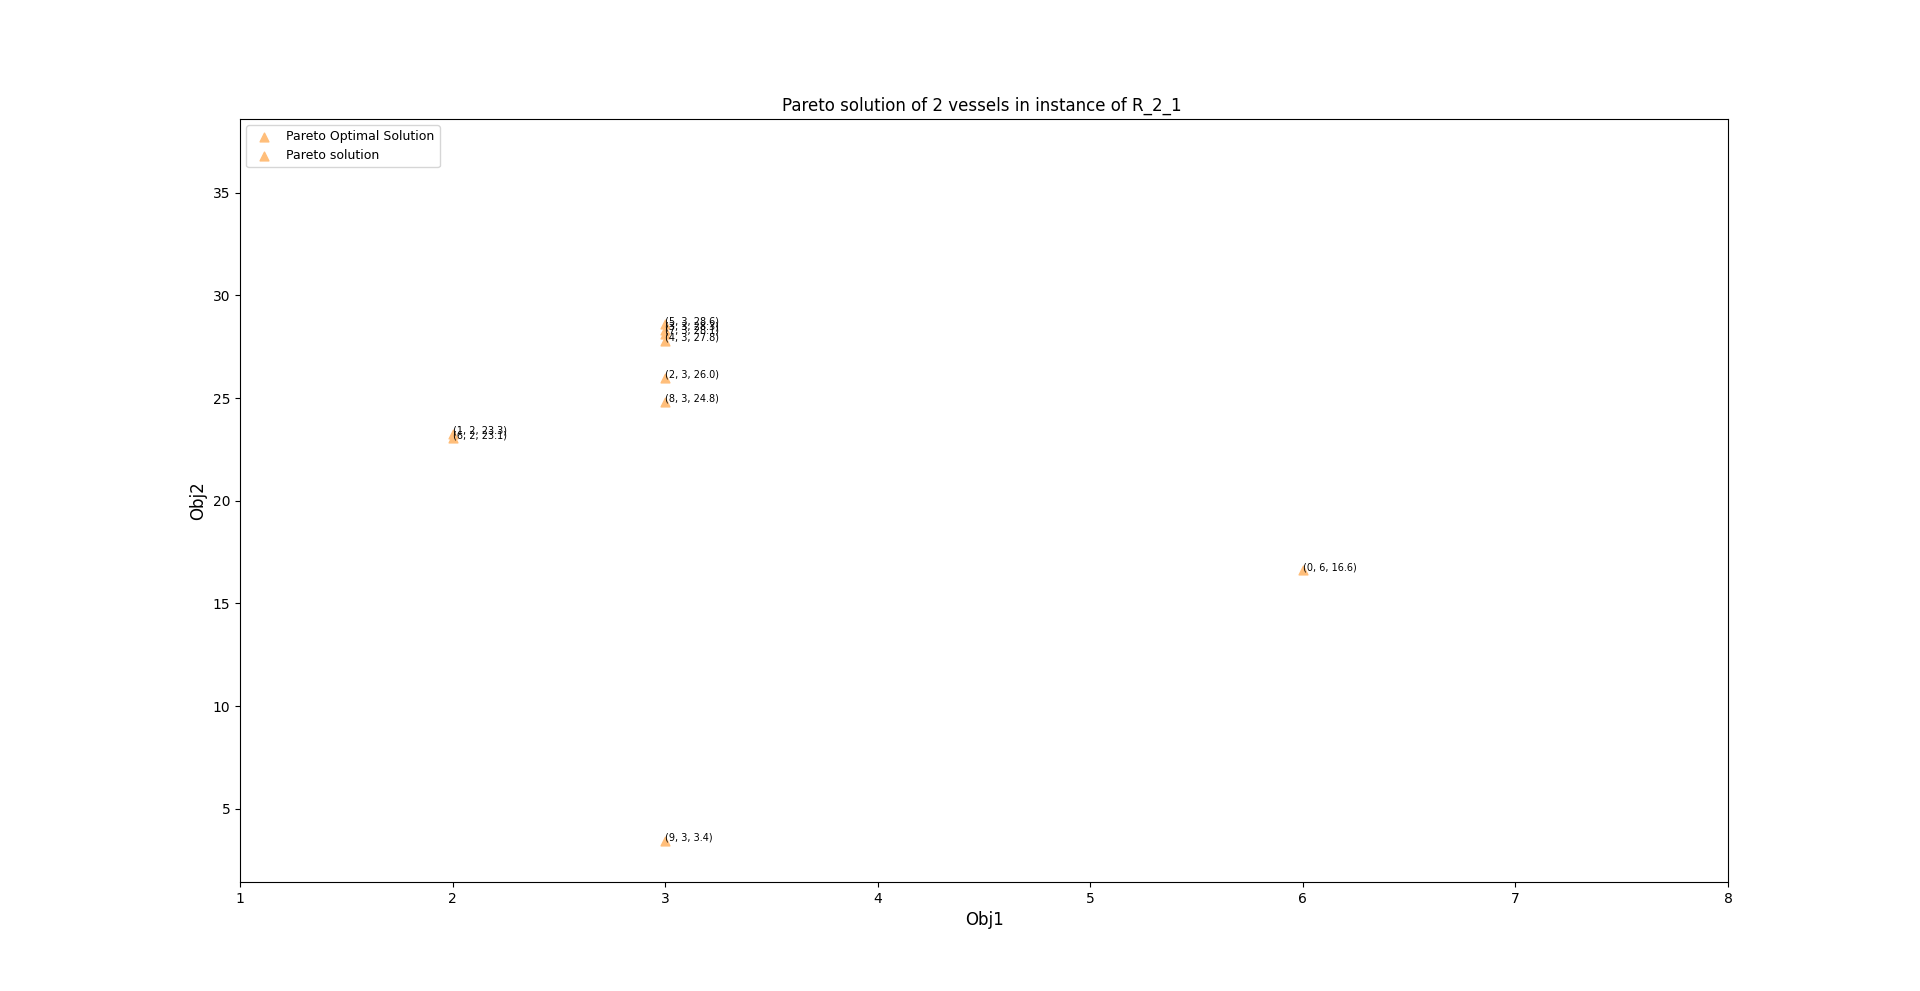 Pareto solution of 2 vessels in instance of R_2_1
Pareto Optimal Solution
Pareto solution
35
30
25
20
15
10
5
Obj2
(5, 3, 28.6)
(4, 3, 27.8)
(2, 3, 26.0)
(8, 3, 24.8)
(1, 2, 23.3)
(6, 2, 23.1)
(0, 6, 16.6)
(9, 3, 3.4)
1 2 3 4 5 6 7 8
Obj1